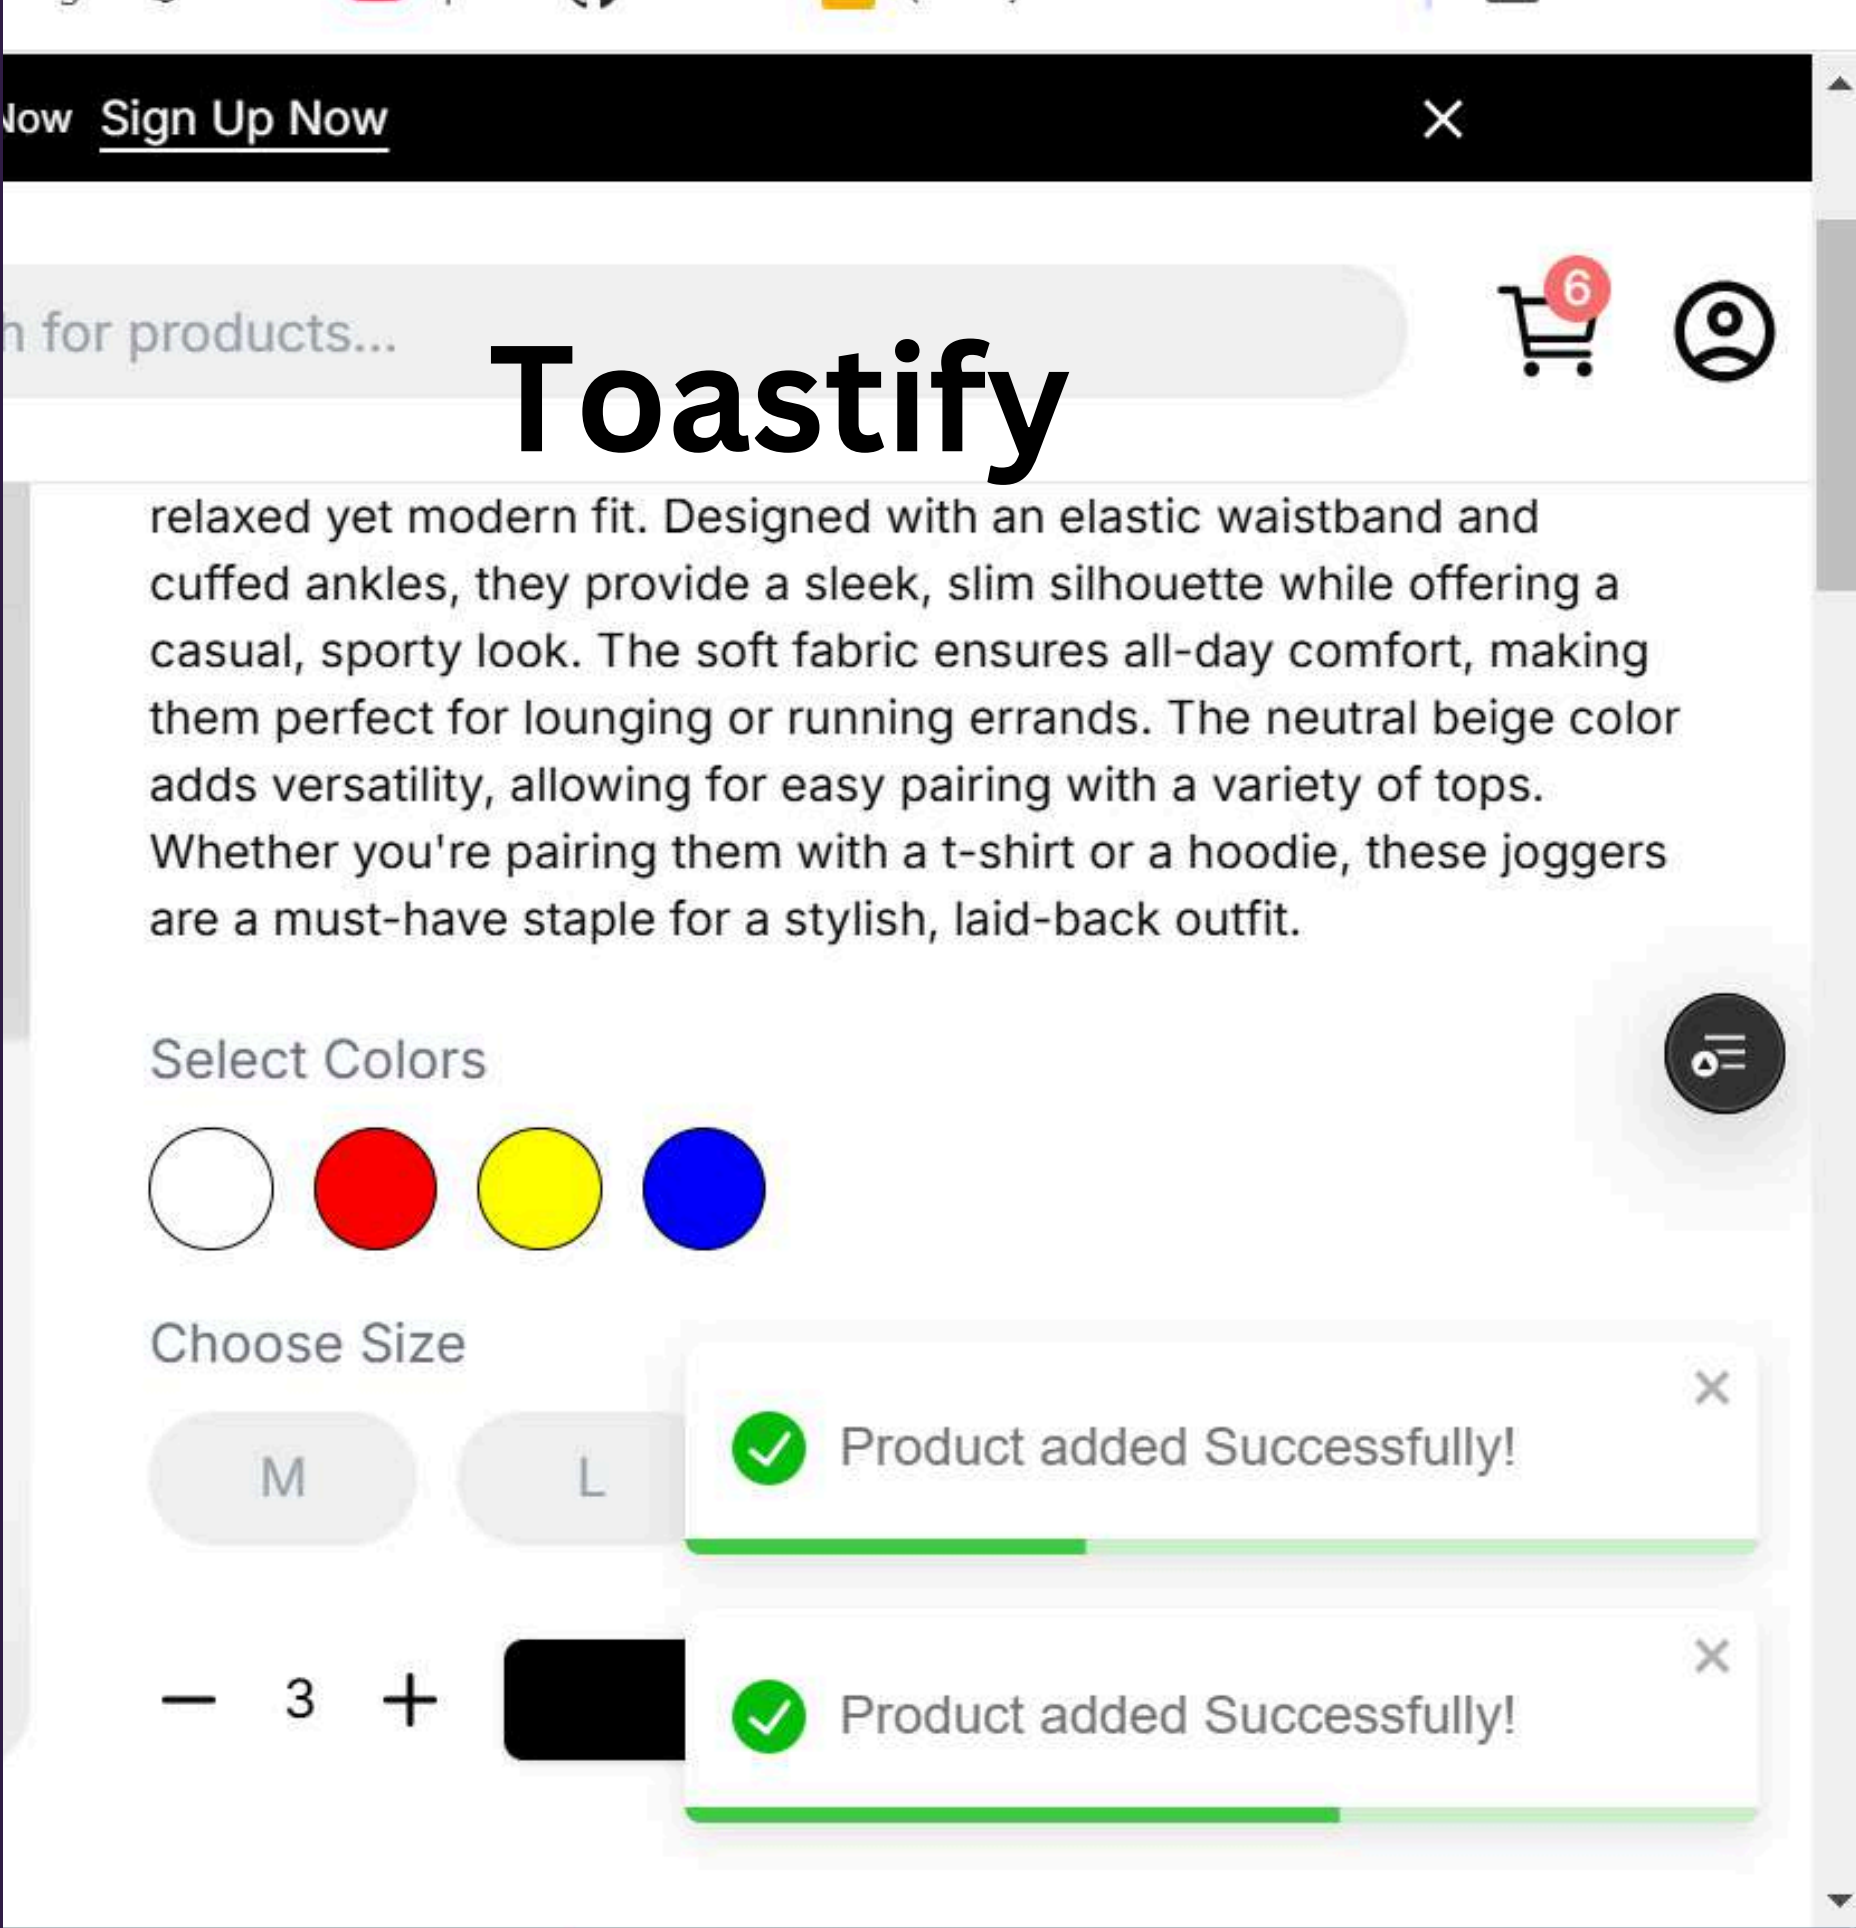 Now Sign Up Now
6
for products...
Toastify
relaxed yet modern fit. Designed with an elastic waistband and
cuffed ankles, they provide a sleek, slim silhouette while offering a
casual, sporty look. The soft fabric ensures all-day comfort, making
them perfect for lounging or running errands. The neutral beige color
adds versatility, allowing for easy pairing with a variety of tops.
Whether you're pairing them with a t-shirt or a hoodie, these joggers
are a must-have staple for a stylish, laid-back outfit.
Select Colors
Choose Size
M L
Product added Successfully!
3
Product added Successfully!